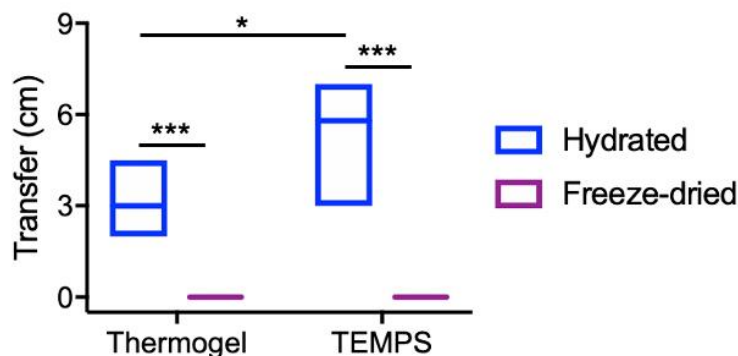 9
*
***
6
***
Hydrated
Transfer (cm)
3
Freeze-dried
0
Thermogel
TEMPS